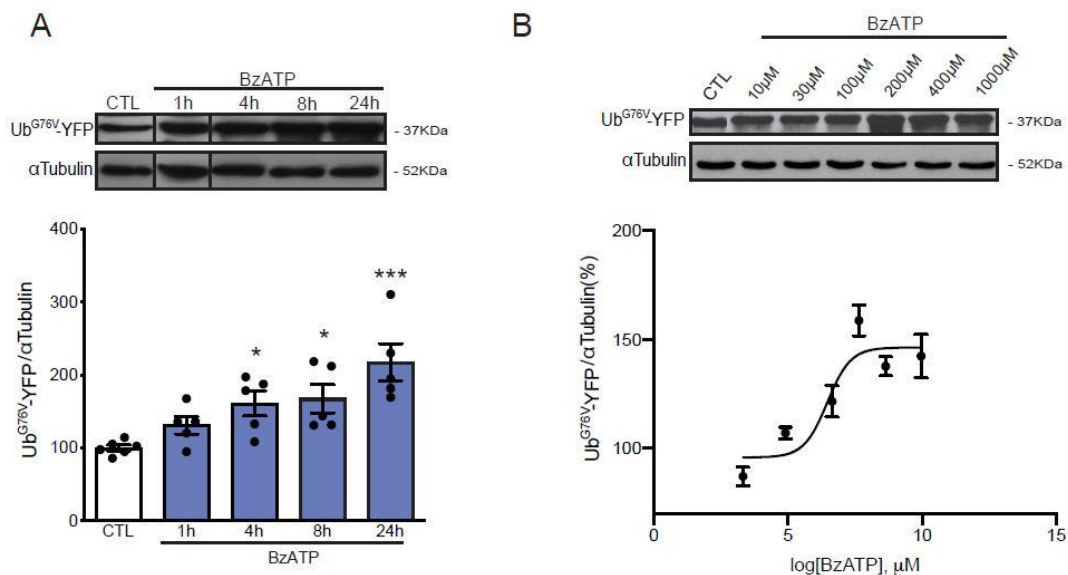 A
BzATP
CTL 1h 4h 8h 24h
Ub^G76V-YFP - 37KDa
αTubulin - 52KDa
Ub^G76V-YFP/αTubulin
400
300
200
100
0
*
*
***
CTL 1h 4h 8h 24h
BzATP
B
BzATP
CTL 10µM 30µM 100µM 200µM 400µM 1000µM
Ub^G76V-YFP - 37KDa
αTubulin - 52KDa
Ub^G76V-YFP/αTubulin(%)
200
150
100
0 5 10 15
log[BzATP], µM